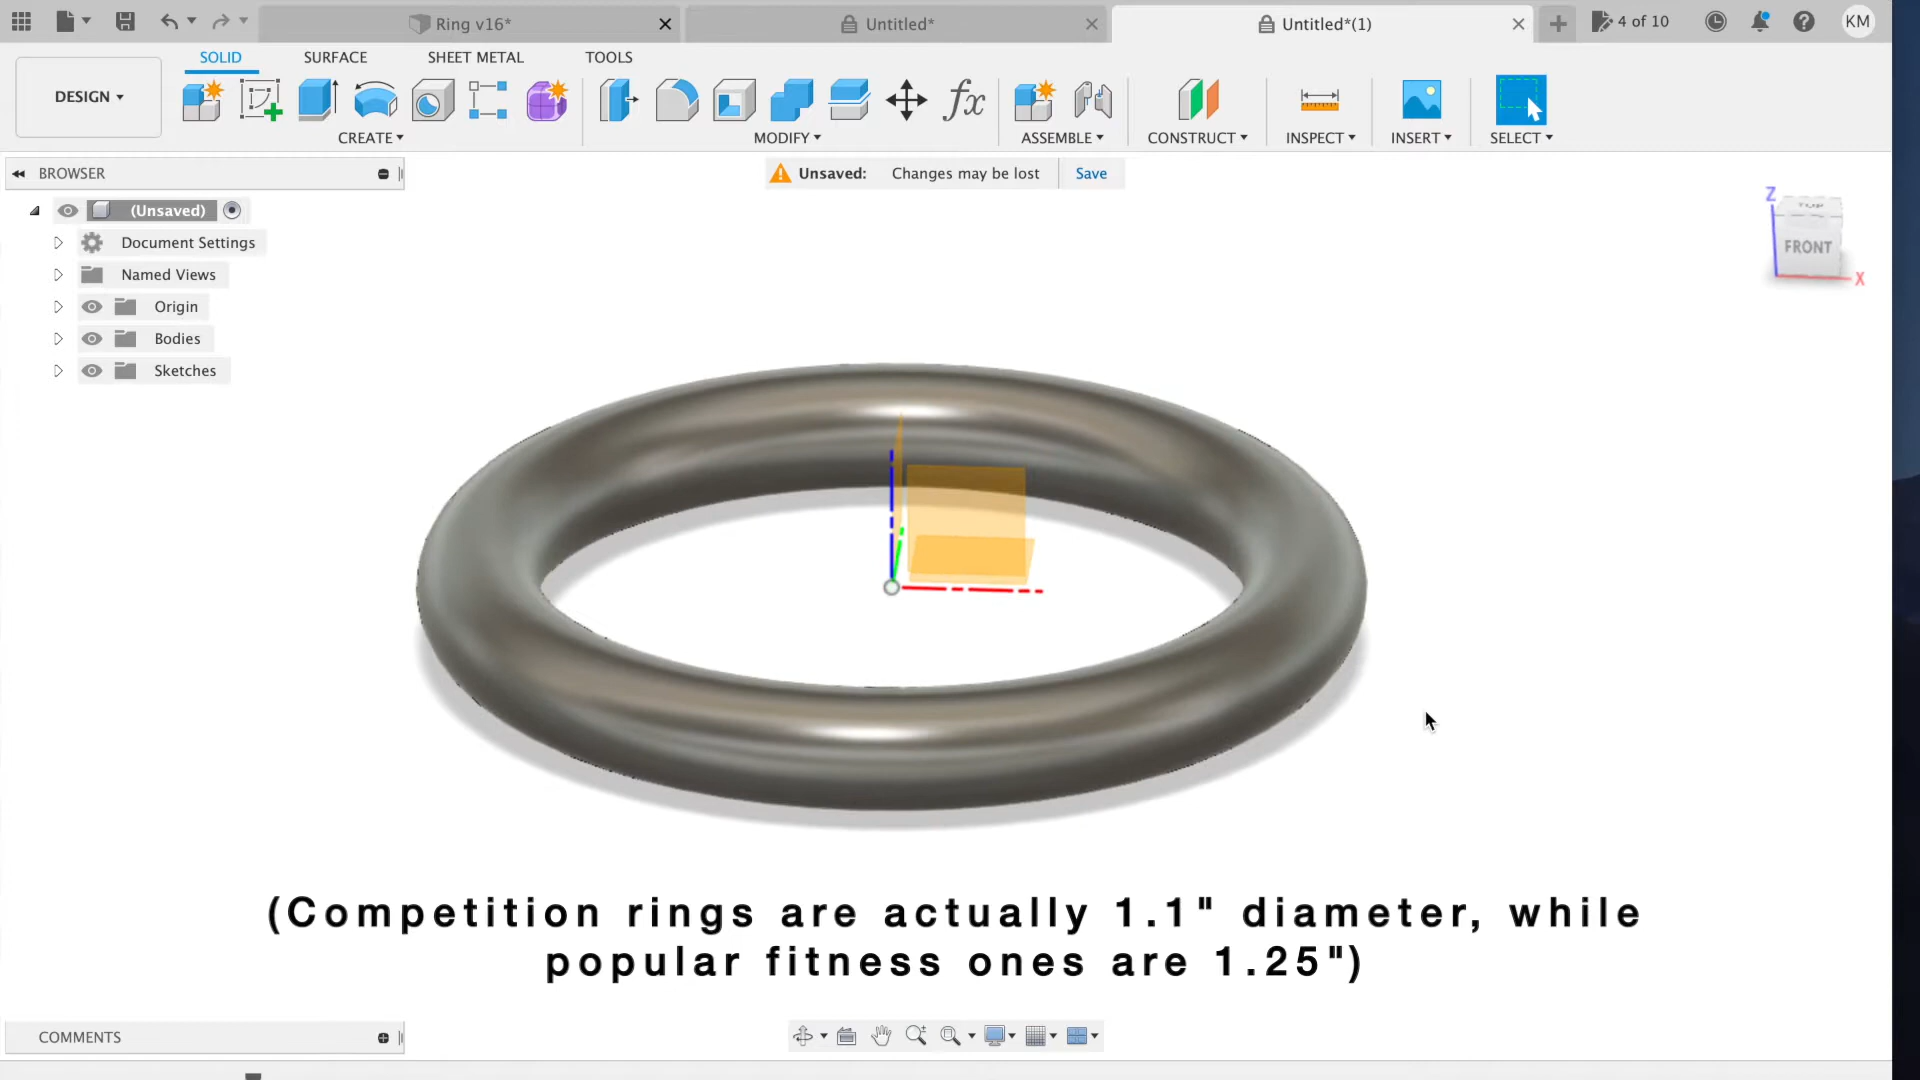 Ring v16*
Untitled*
Untitled*(1)
4 of 10
KM
SOLID
SURFACE
SHEET METAL
TOOLS
DESIGN
fx
CREATE
MODIFY
ASSEMBLE
CONSTRUCT
INSPECT
INSERT
SELECT
BROWSER
Unsaved: Changes may be lost Save
(Unsaved)
Document Settings
Named Views
Origin
Bodies
Sketches
Z
TOP
FRONT
X
(Competition rings are actually 1.1" diameter, while
popular fitness ones are 1.25")
COMMENTS